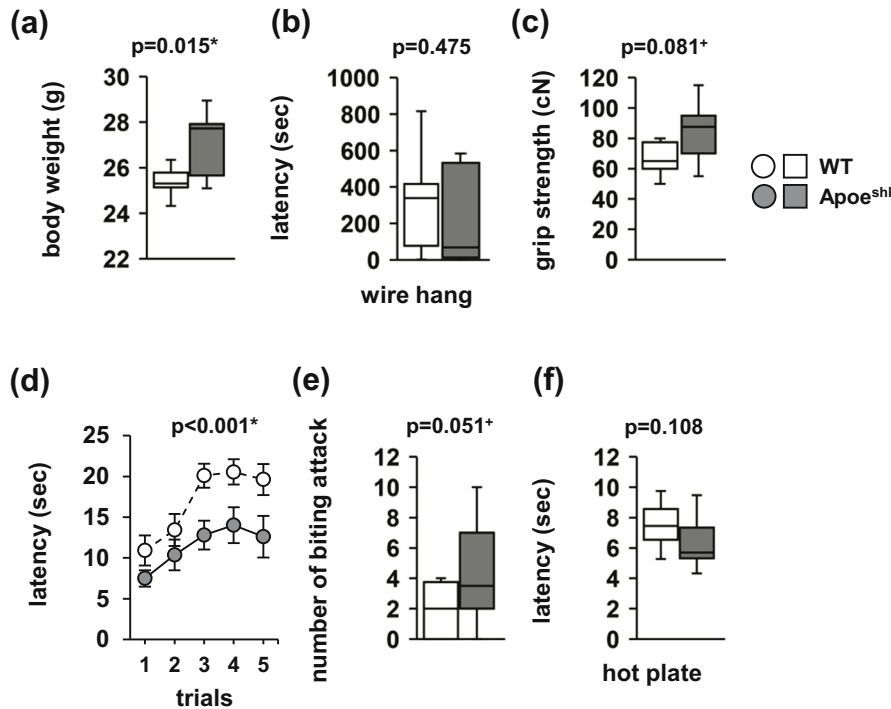 (a)
p=0.015*
body weight (g)
30
28
26
25
22
(b)
p=0.475
latency (sec)
1000
800
600
400
200
0
wire hang
(c)
p=0.081+
grip strength (cN)
120
100
80
60
40
20
0
WT
Apoeshl
(d)
p<0.001*
latency (sec)
25
20
15
10
5
0
1 2 3 4 5
trials
(e)
p=0.051+
number of biting attack
12
10
8
6
4
2
0
(f)
p=0.108
latency (sec)
12
10
8
6
4
2
0
hot plate